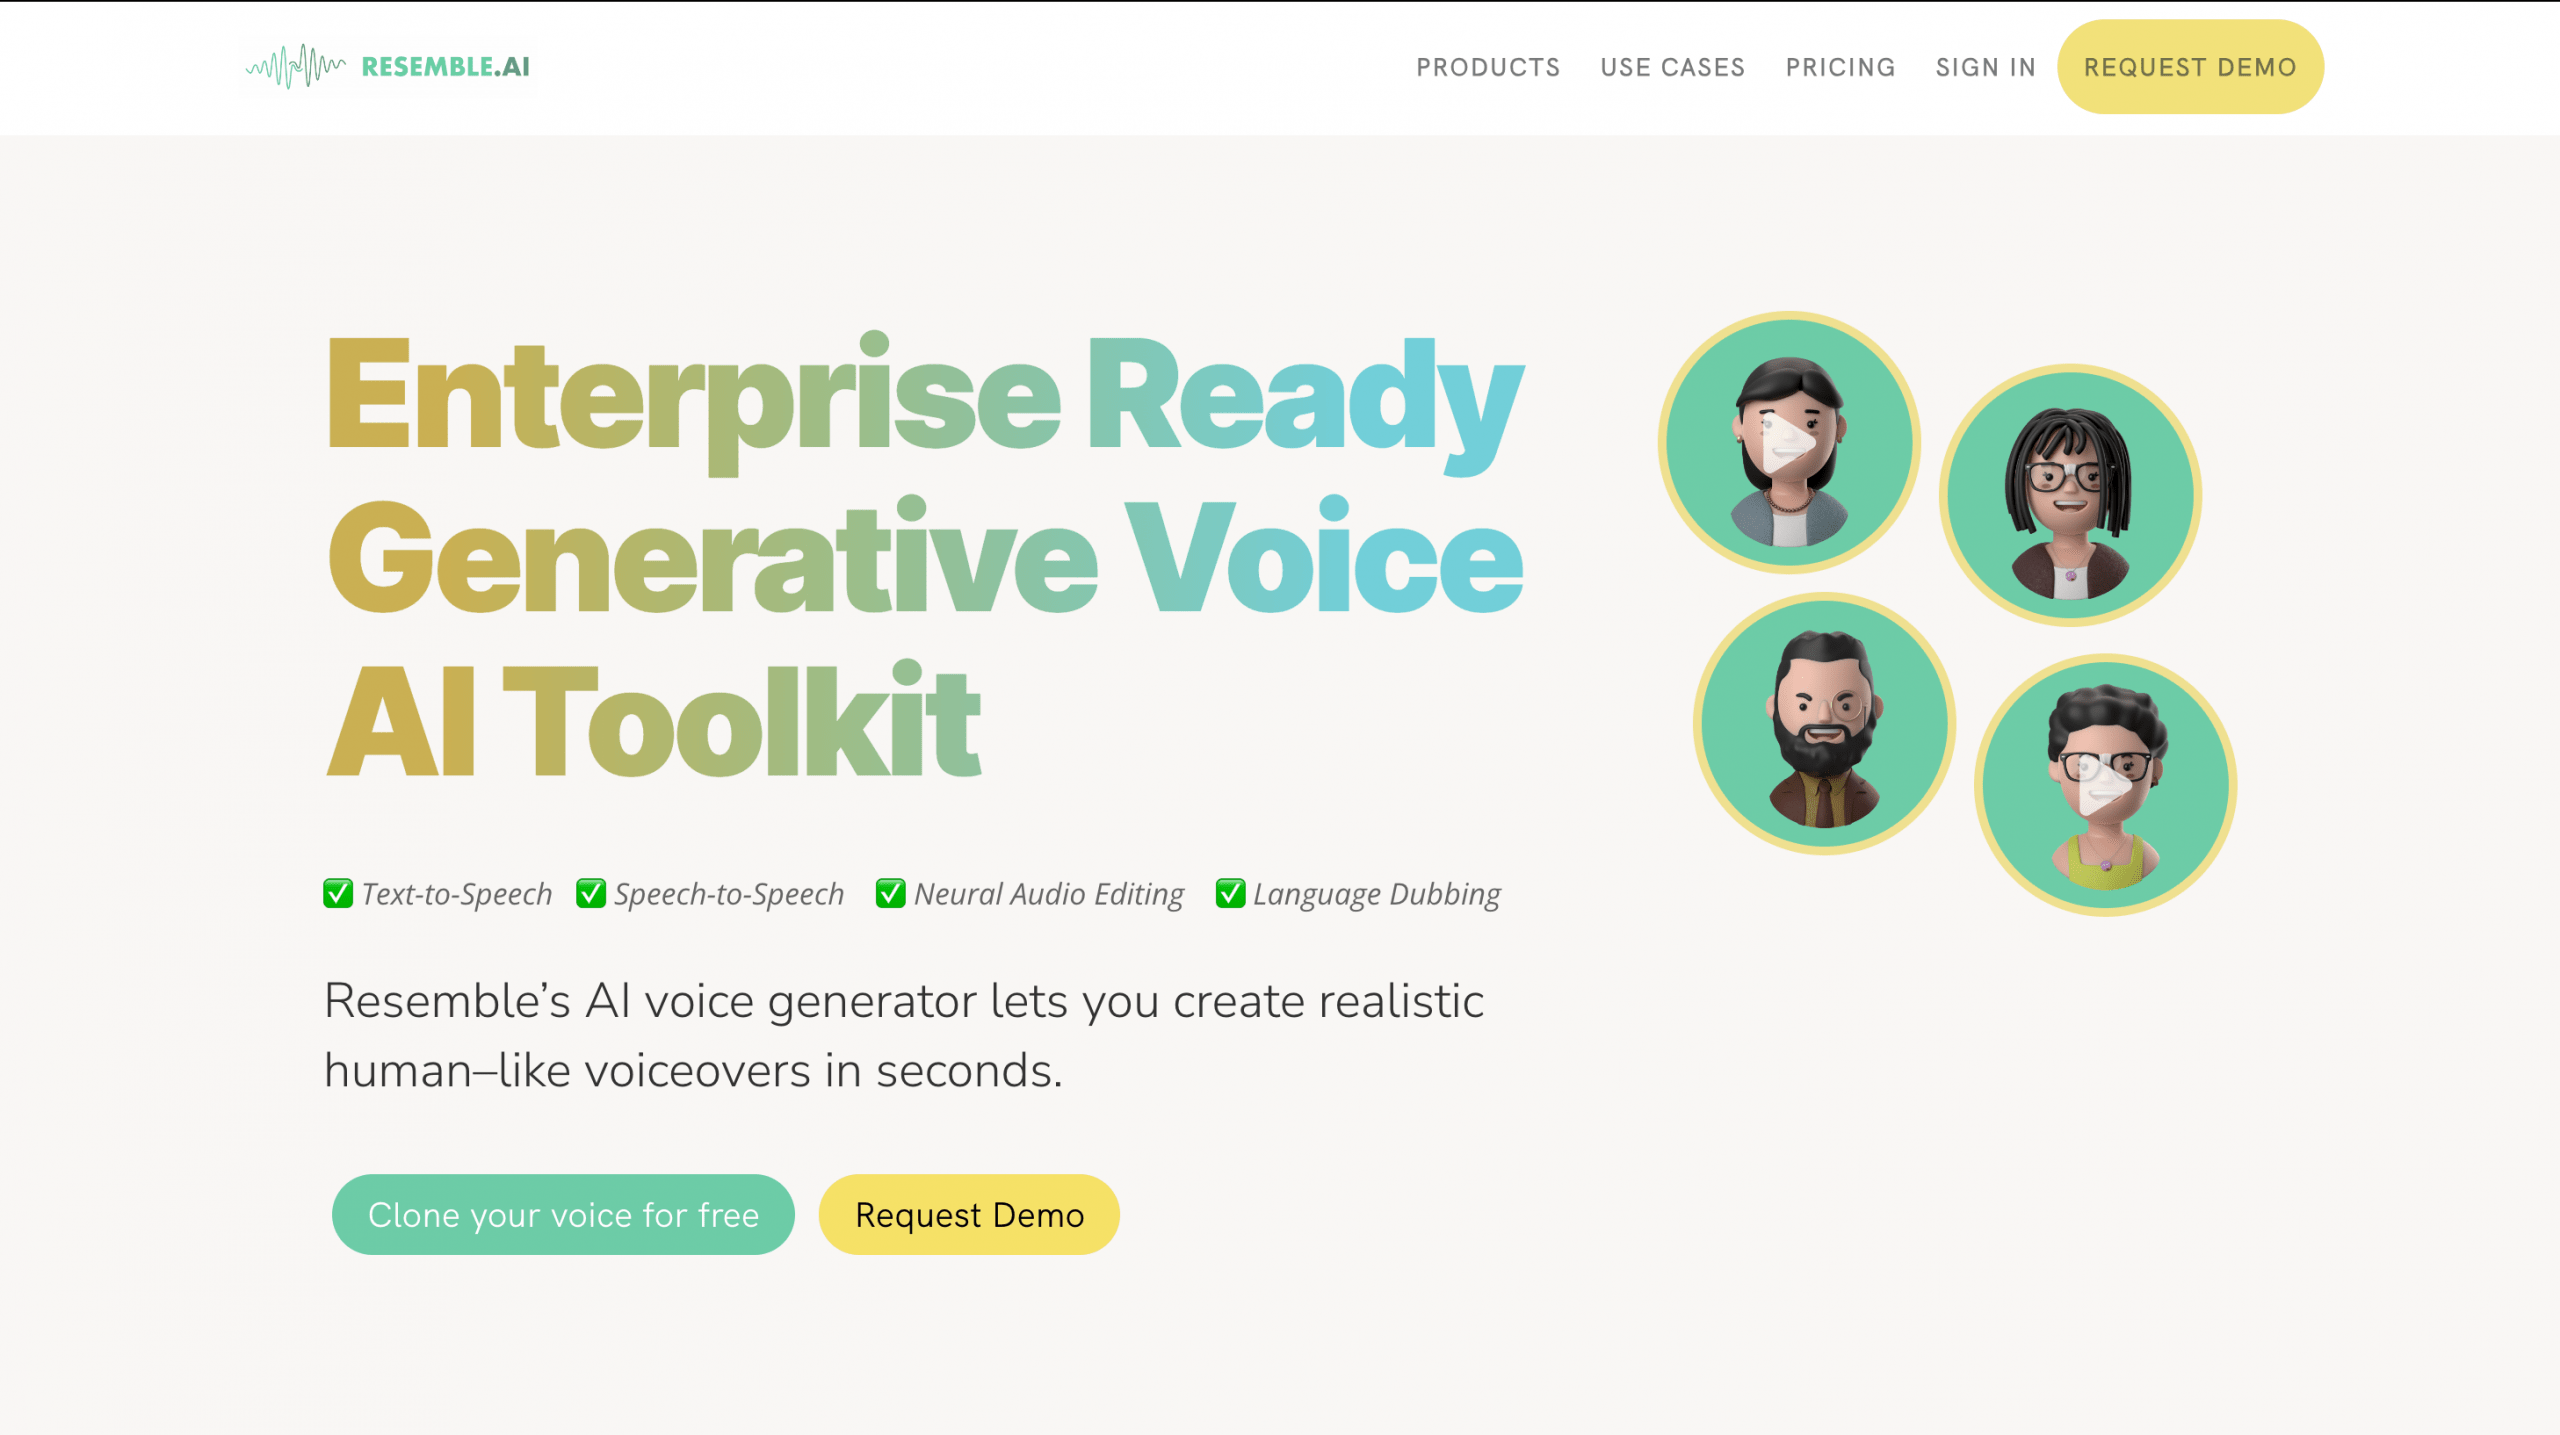 RESEMBLE.AI
PRODUCTS USE CASES PRICING SIGN IN REQUEST DEMO
Enterprise Ready
Generative Voice
AI Toolkit
✅ Text-to-Speech ✅ Speech-to-Speech ✅ Neural Audio Editing ✅ Language Dubbing
Resemble’s AI voice generator lets you create realistic
human–like voiceovers in seconds.
Clone your voice for free Request Demo